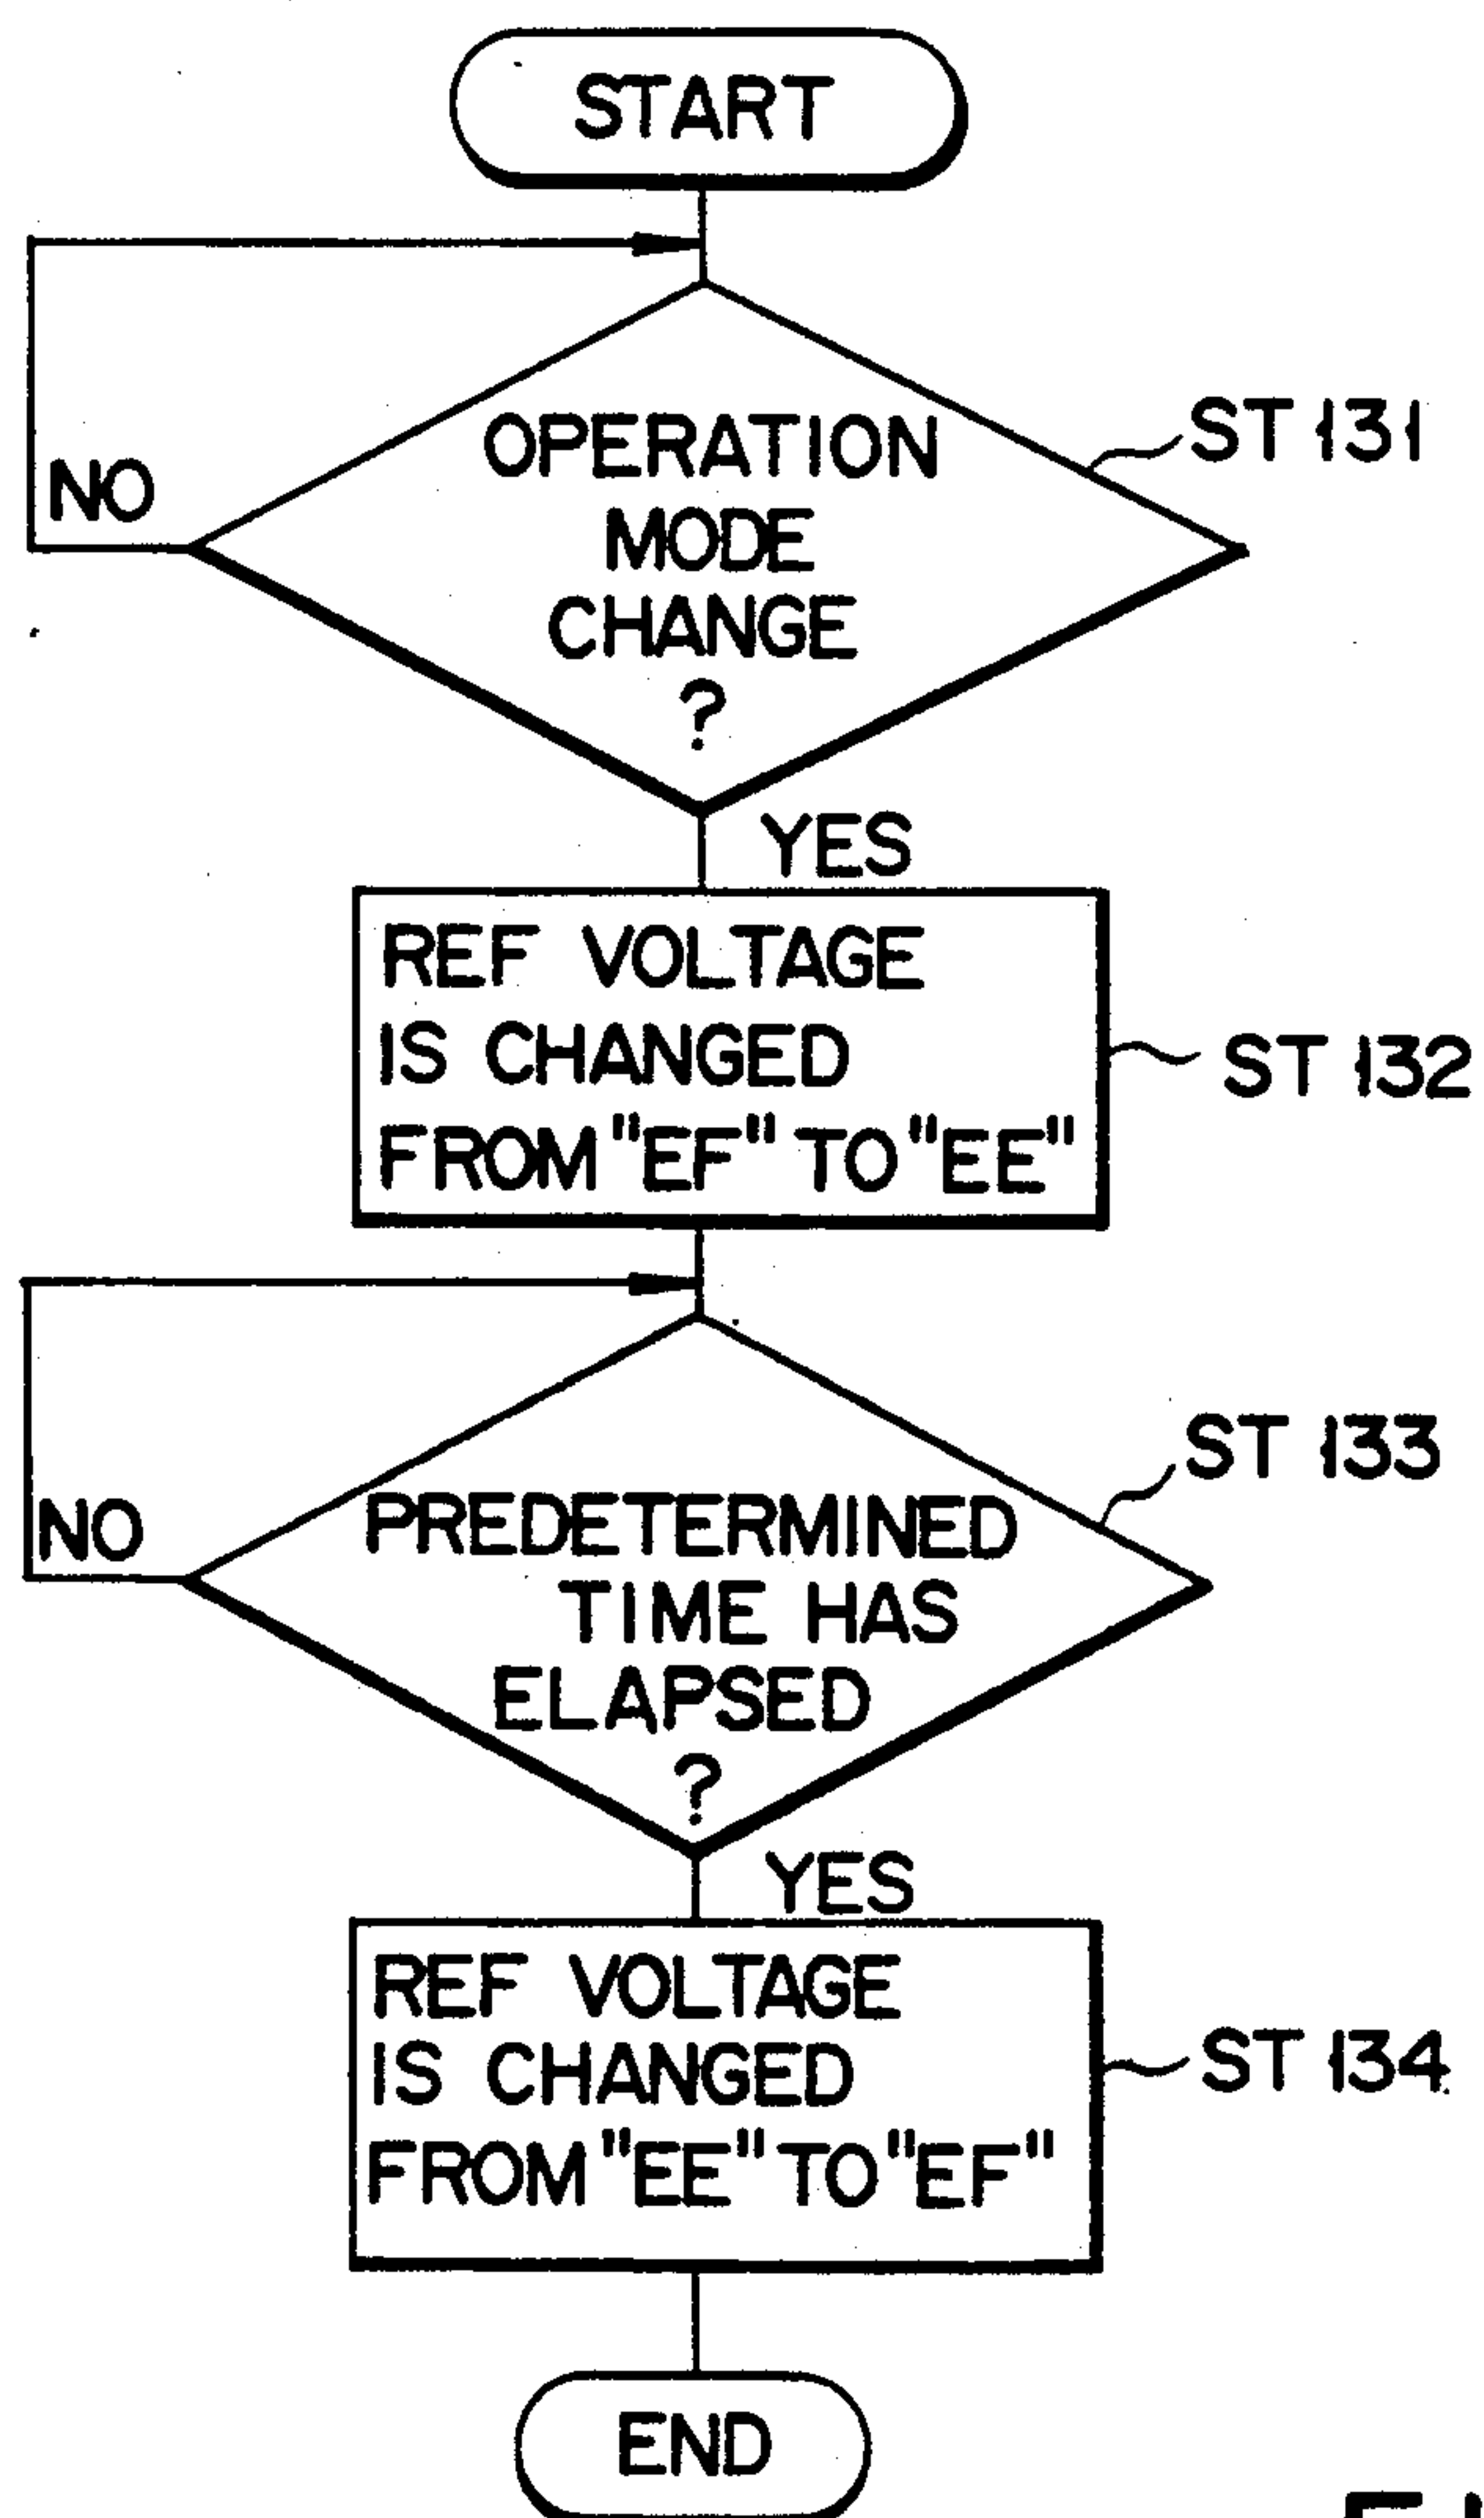 START
OPERATION
MODE
CHANGE
?
ST 131
NO
YES
REF VOLTAGE
IS CHANGED
FROM "EF" TO "EE"
ST 132
PREDETERMINED
TIME HAS
ELAPSED
?
ST 133
NO
YES
REF VOLTAGE
IS CHANGED
FROM "EE" TO "EF"
ST 134
END